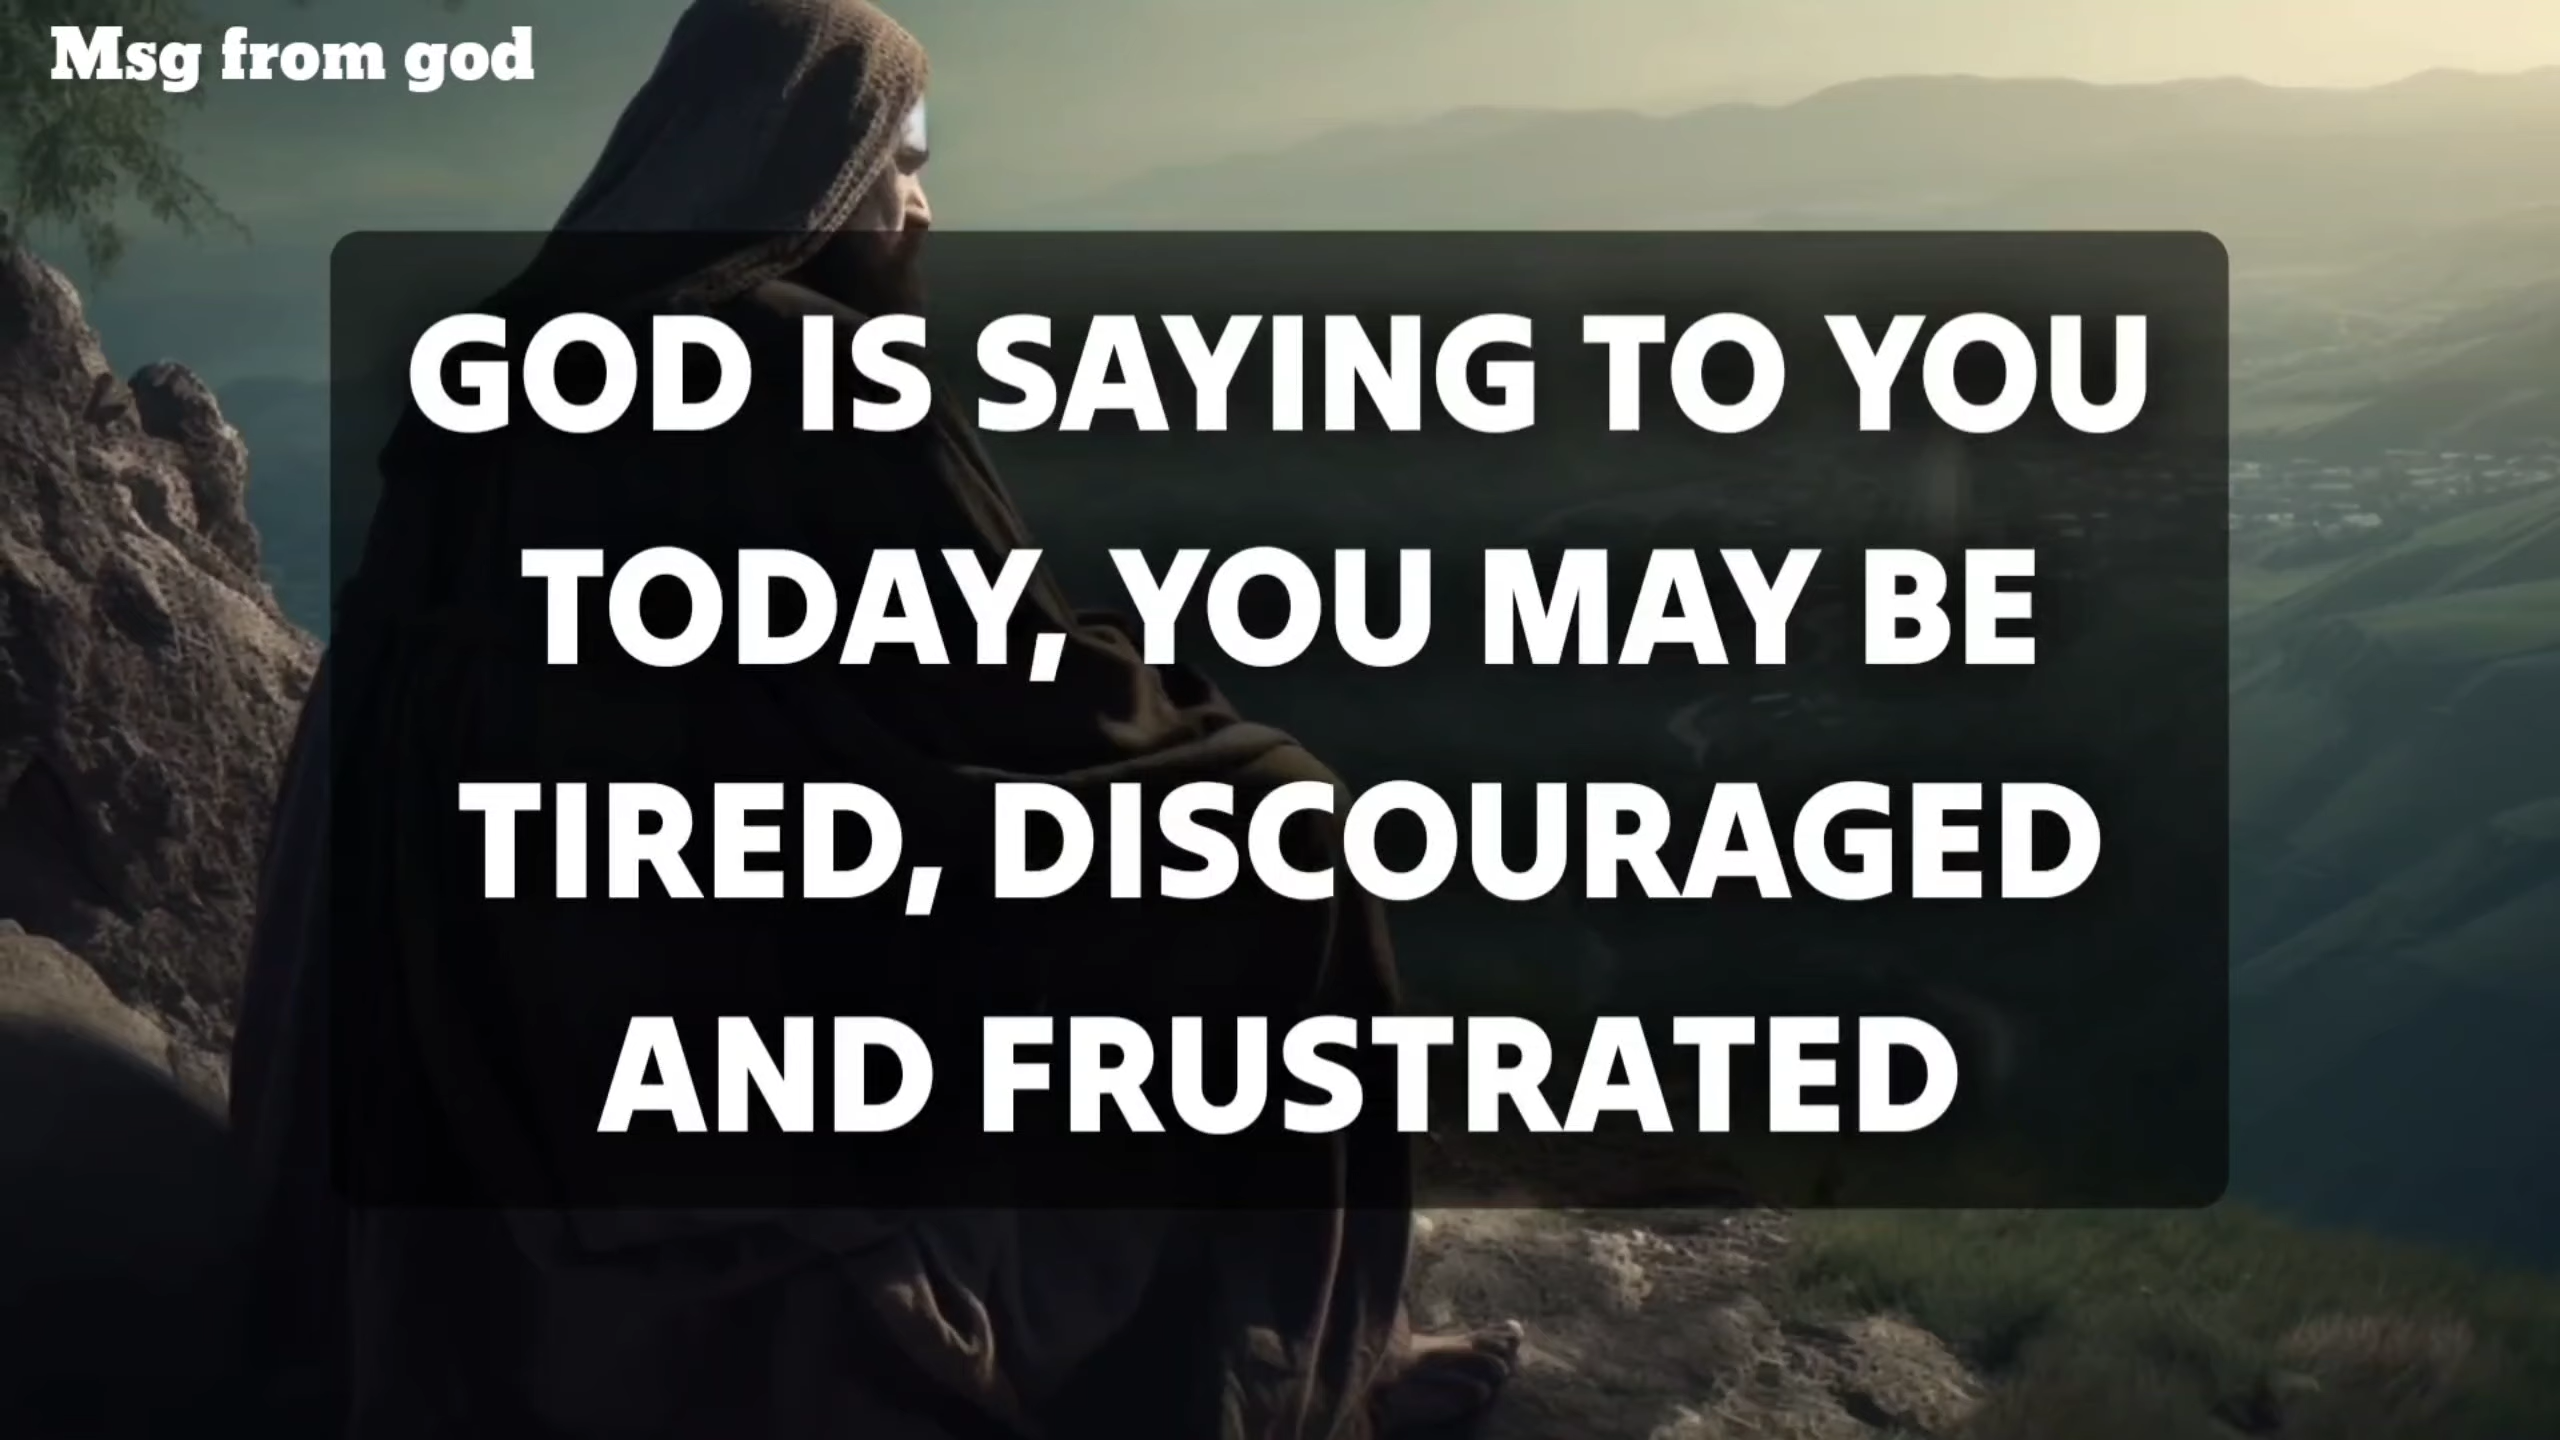 Msg from god
GOD IS SAYING TO YOU
TODAY, YOU MAY BE
TIRED, DISCOURAGED
AND FRUSTRATED